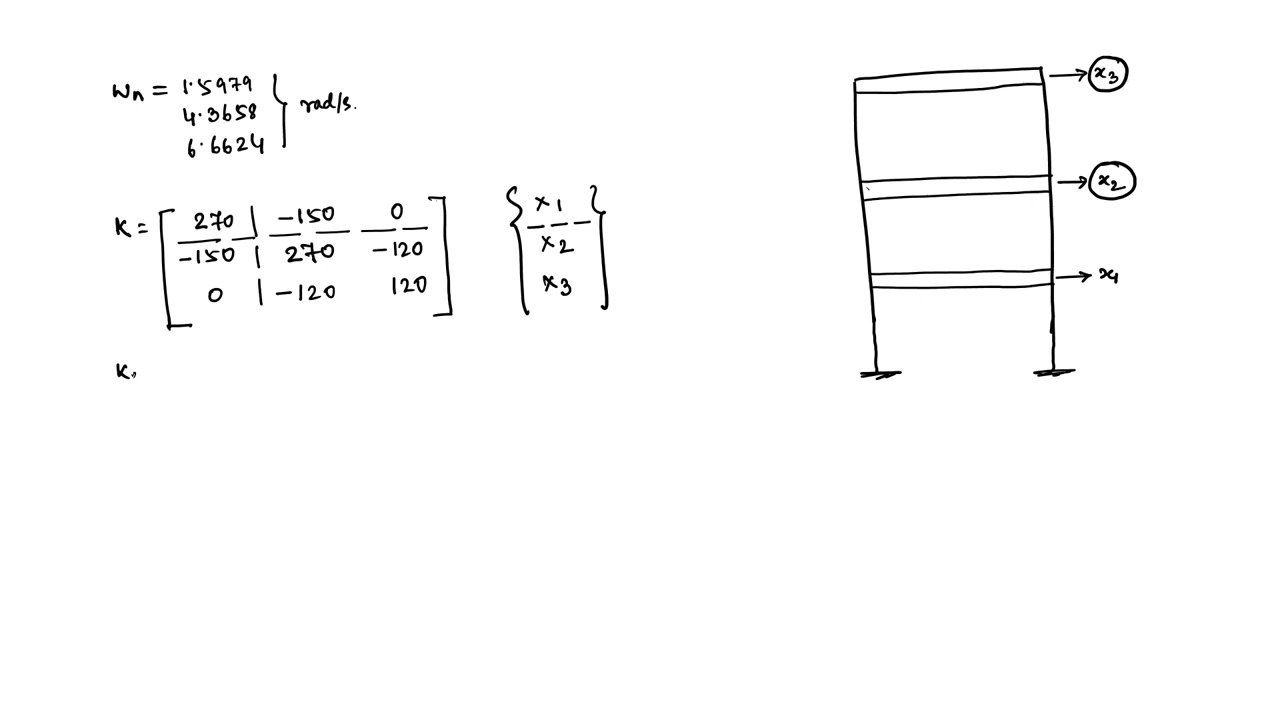 ωn = 1.5979
4.3658
6.6624
rad/s.
K = [ 270 | -150 0 ] { x1 }
-150 | 270 -120 x2
0 | -120 120 x3
K.
x3
x2
x1